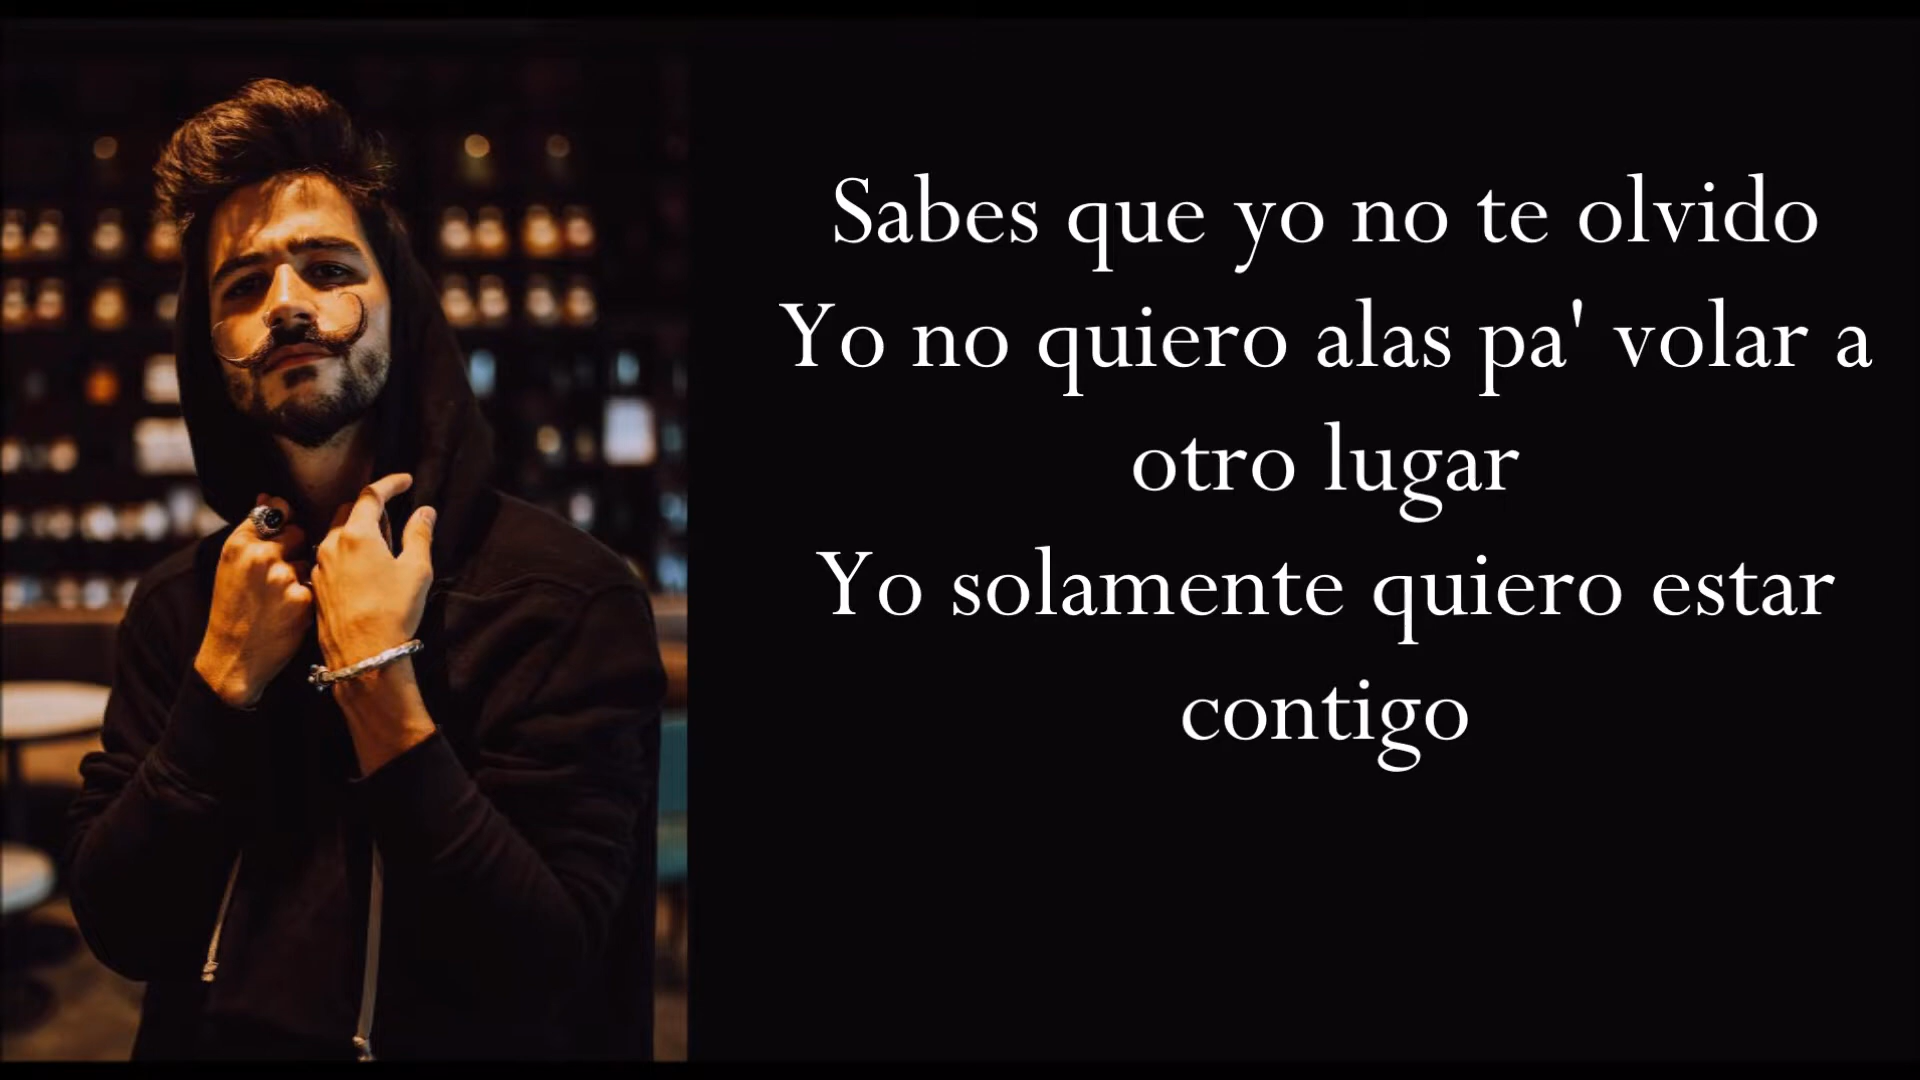 Sabes que yo no te olvido
Yo no quiero alas pa' volar a
otro lugar
Yo solamente quiero estar
contigo